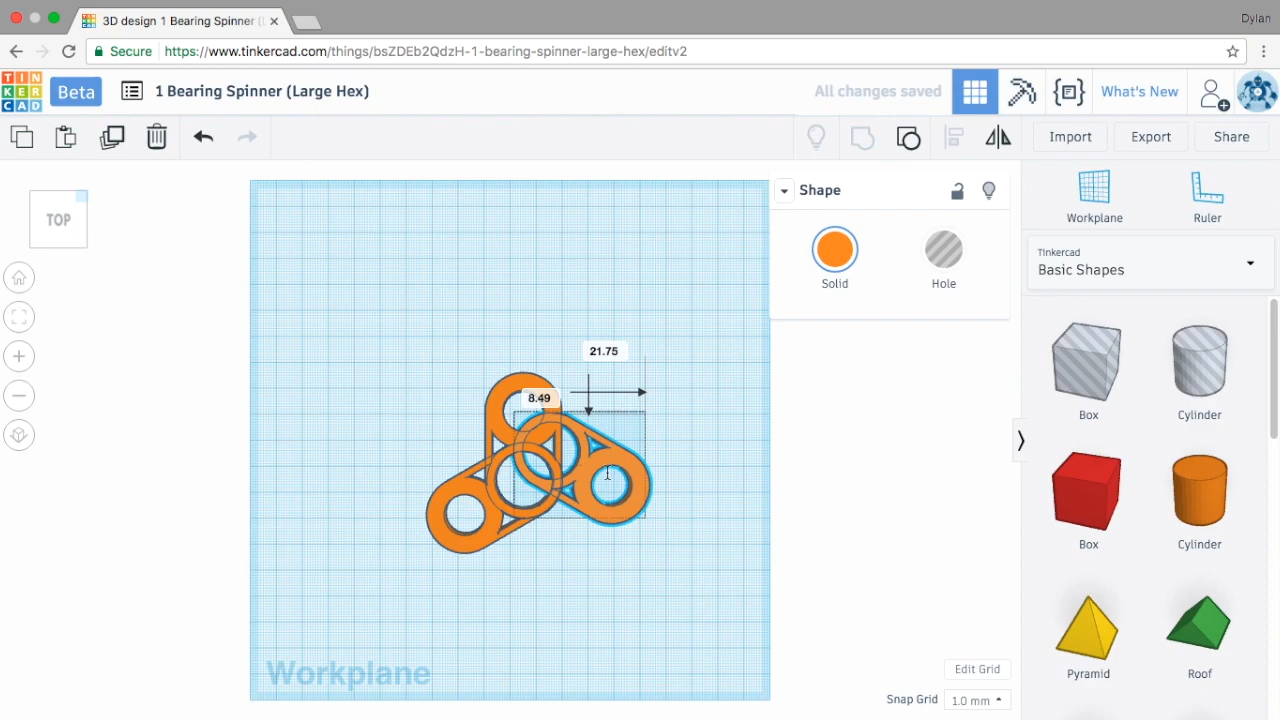 3D design 1 Bearing Spinner (
Dylan
Secure https://www.tinkercad.com/things/bsZDEb2QdzH-1-bearing-spinner-large-hex/editv2
TIN
KER
CAD
Beta
1 Bearing Spinner (Large Hex)
All changes saved
What's New
Import
Export
Share
TOP
Shape
Solid
Hole
Workplane
Ruler
Tinkercad
Basic Shapes
21.75
8.49
Box
Cylinder
Box
Cylinder
Pyramid
Roof
Workplane
Edit Grid
Snap Grid 1.0 mm